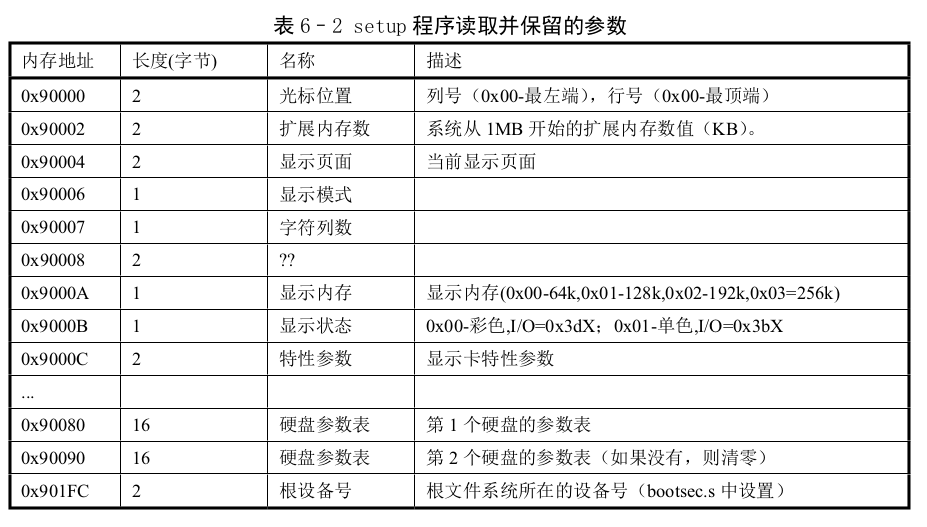 表 6-2 setup 程序读取并保留的参数
内存地址 长度(字节) 名称 描述
0x90000 2 光标位置 列号（0x00-最左端），行号（0x00-最顶端）
0x90002 2 扩展内存数 系统从 1MB 开始的扩展内存数值（KB）。
0x90004 2 显示页面 当前显示页面
0x90006 1 显示模式
0x90007 1 字符列数
0x90008 2 ??
0x9000A 1 显示内存 显示内存(0x00-64k,0x01-128k,0x02-192k,0x03=256k)
0x9000B 1 显示状态 0x00-彩色,I/O=0x3dX；0x01-单色,I/O=0x3bX
0x9000C 2 特性参数 显示卡特性参数
...
0x90080 16 硬盘参数表 第 1 个硬盘的参数表
0x90090 16 硬盘参数表 第 2 个硬盘的参数表（如果没有，则清零）
0x901FC 2 根设备号 根文件系统所在的设备号（bootsec.s 中设置）